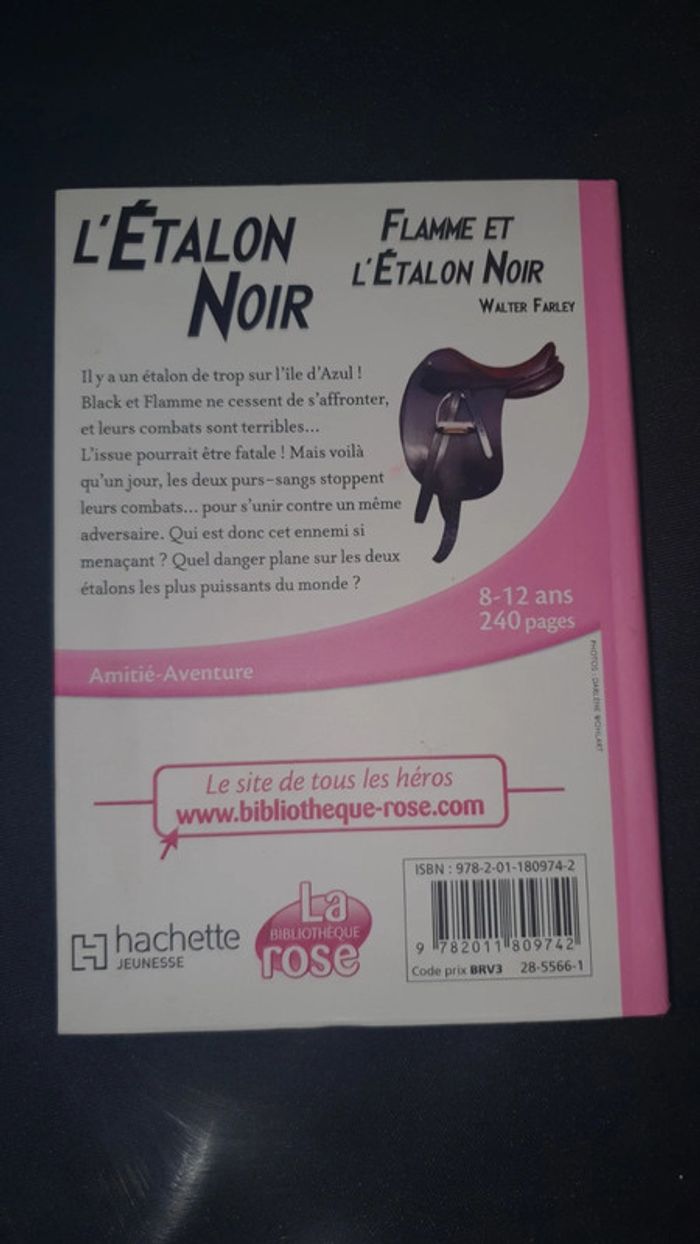 L'ÉTALON
NOIR
FLAMME ET
L'ÉTALON NOIR
WALTER FARLEY
Il y a un étalon de trop sur l'île d'Azul !
Black et Flamme ne cessent de s'affronter,
et leurs combats sont terribles...
L'issue pourrait être fatale ! Mais voilà
qu'un jour, les deux purs-sangs stoppent
leurs combats... pour s'unir contre un même
adversaire. Qui est donc cet ennemi si
menaçant ? Quel danger plane sur les deux
étalons les plus puissants du monde ?
8-12 ans
240 pages
Amitié-Aventure
PHOTOS : DARLENE WOHLART
Le site de tous les héros
www.bibliotheque-rose.com
hachette
JEUNESSE
La
BIBLIOTHÈQUE
rose
ISBN : 978-2-01-180974-2
9 782011 809742
Code prix BRV3 28-5566-1